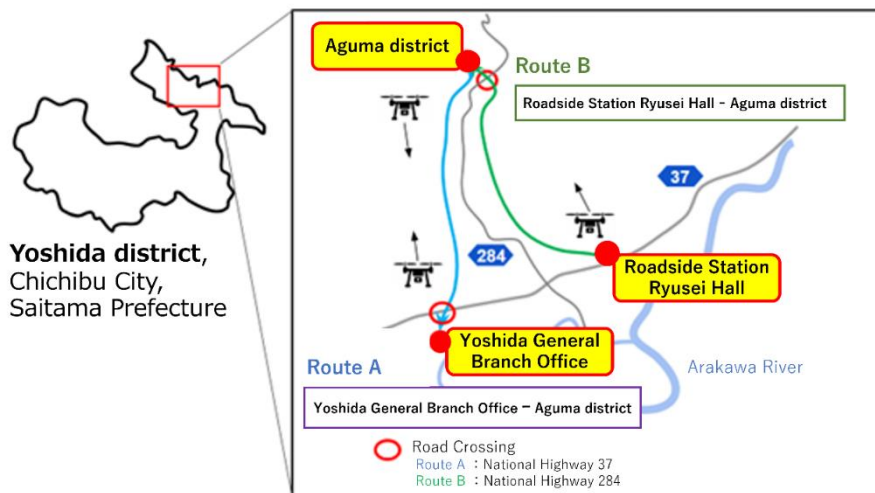 Yoshida district,
Chichibu City,
Saitama Prefecture
Aguma district
Route B
Roadside Station Ryusei Hall - Aguma district
37
284
Roadside Station
Ryusei Hall
Yoshida General
Branch Office
Route A
Arakawa River
Yoshida General Branch Office – Aguma district
Road Crossing
Route A : National Highway 37
Route B : National Highway 284